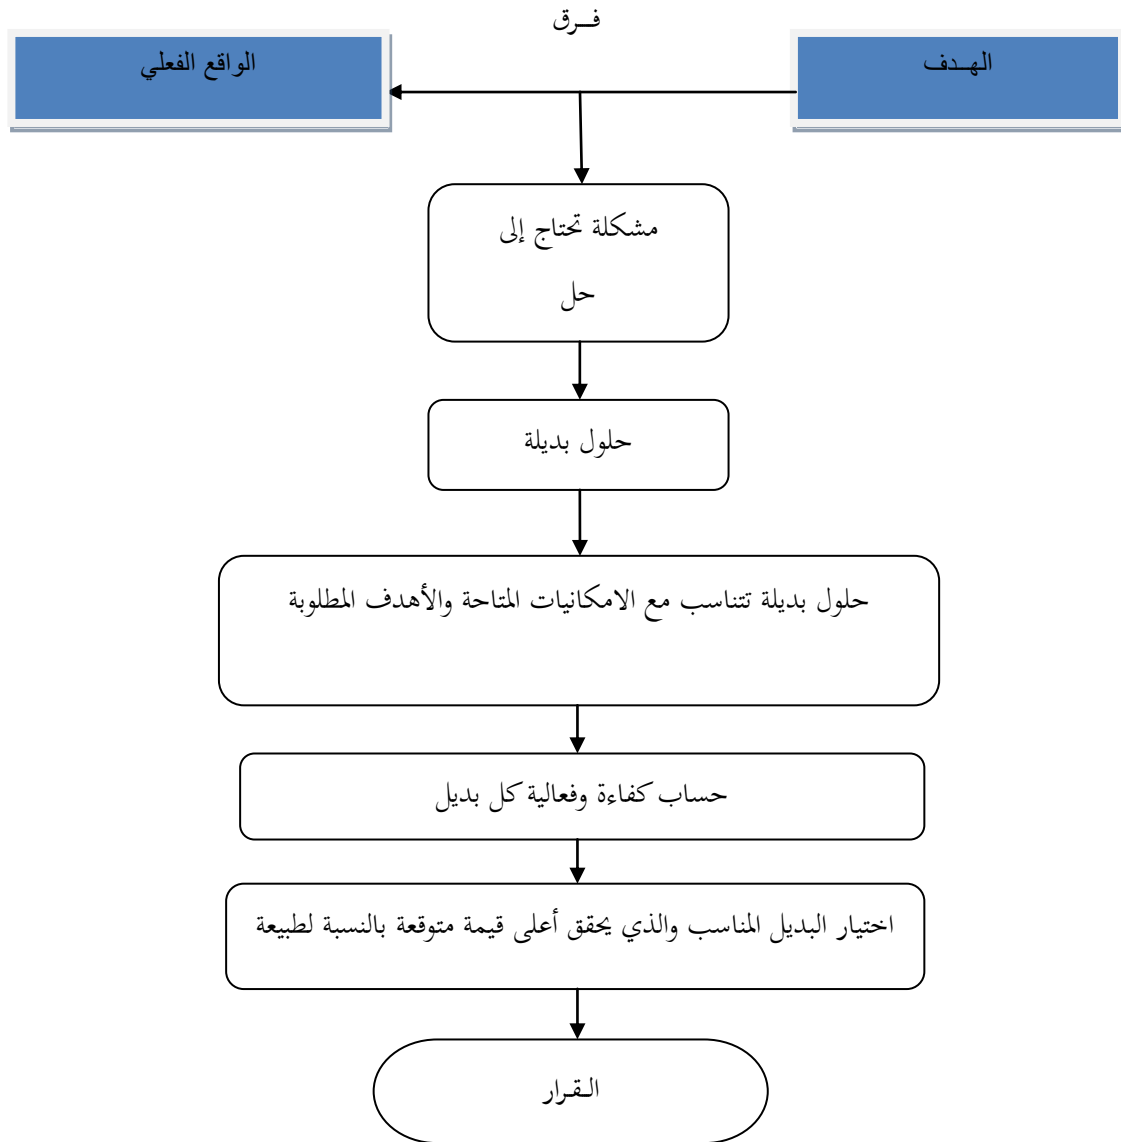 فــرق
الهــدف
الواقع الفعلي
مشكلة تحتاج إلى
حل
حلول بديلة
حلول بديلة تتناسب مع الامكانيات المتاحة والأهدف المطلوبة
حساب كفاءة وفعالية كل بديل
اختيار البديل المناسب والذي يحقق أعلى قيمة متوقعة بالنسبة لطبيعة
القـرار